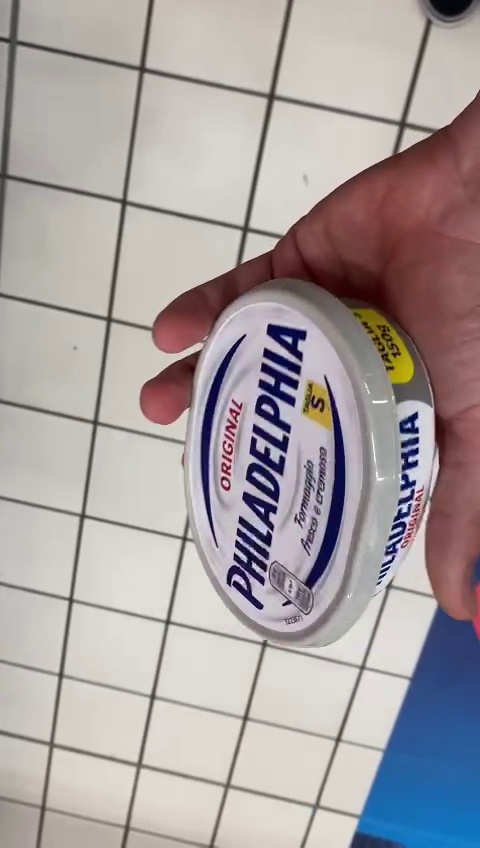 ORIGINAL
PHILADELPHIA
TAGLIA
S
Formaggio
fresco e cremoso
TAGLIA
150g
PHILADELPHIA
ORIGINAL